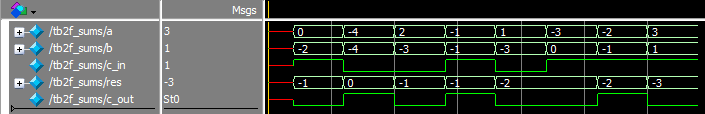 Msgs
/tb2f_sums/a 3 0 -4 2 -1 1 -3 -2 3
/tb2f_sums/b 1 -2 -4 -3 -1 -3 0 -1 1
/tb2f_sums/c_in 1
/tb2f_sums/res -3 -1 0 -1 -1 -2 -2 -3
/tb2f_sums/c_out St0